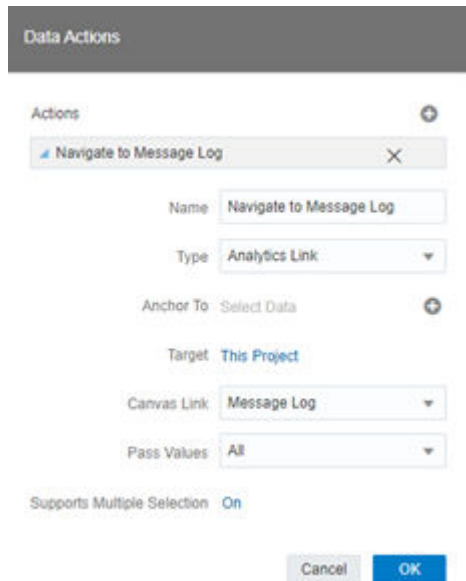 Data Actions
Actions
Navigate to Message Log
Name Navigate to Message Log
Type Analytics Link
Anchor To Select Data
Target This Project
Canvas Link Message Log
Pass Values All
Supports Multiple Selection On
Cancel OK